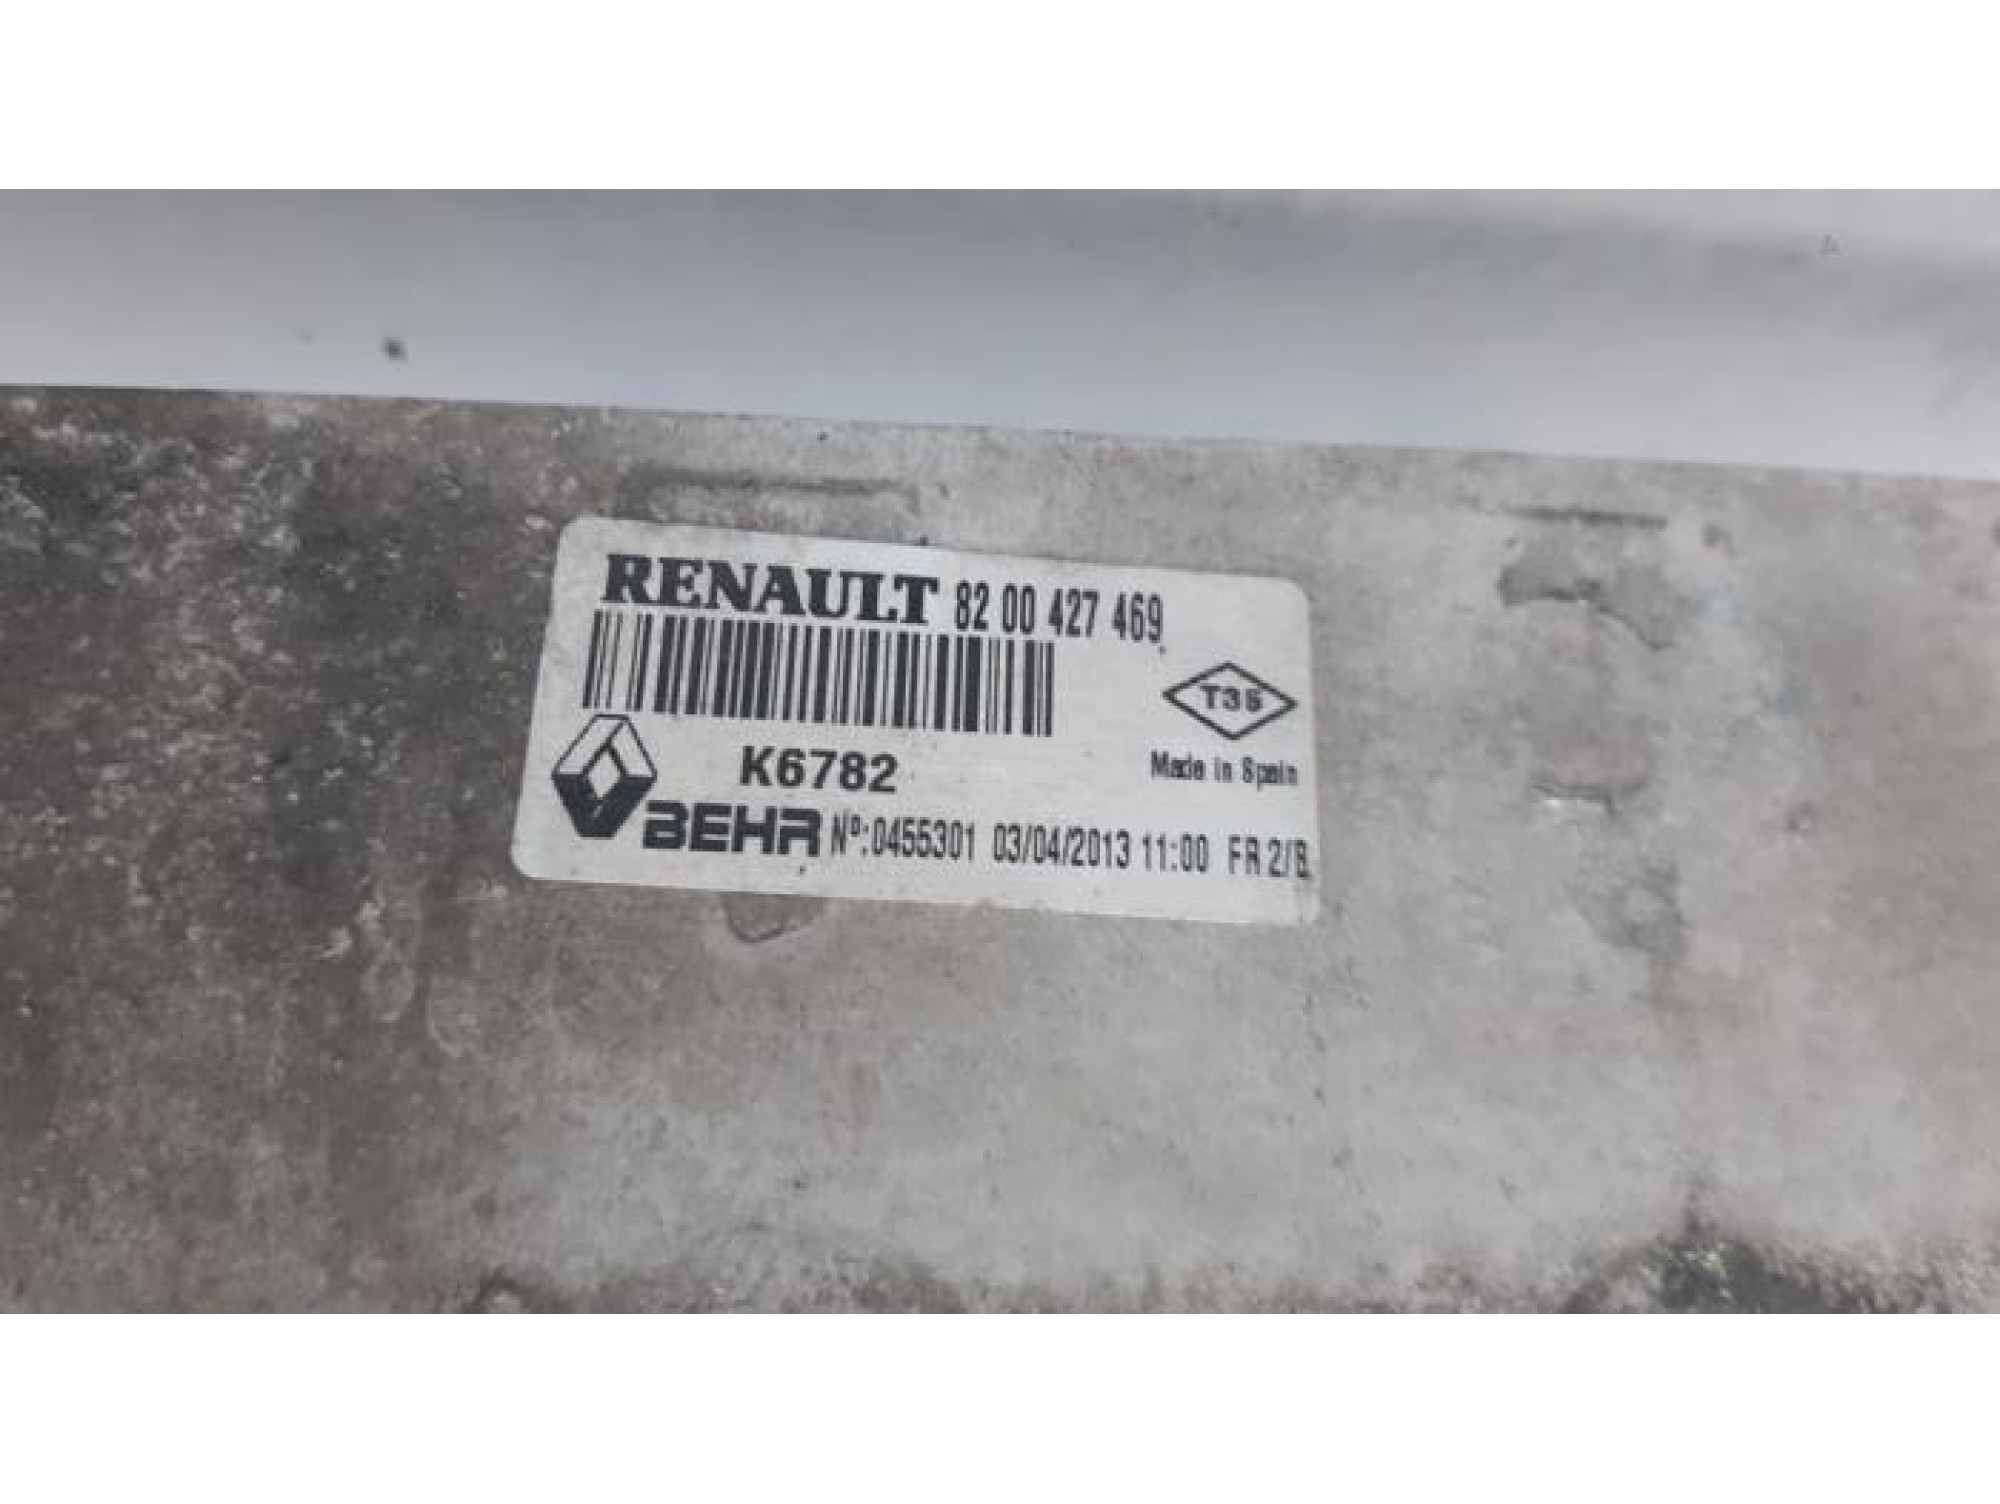 RENAULT 82 00 427 469
T35
K6782
Made in Spain
BEHR Nº:0455301 03/04/2013 11:00 FR 2/B